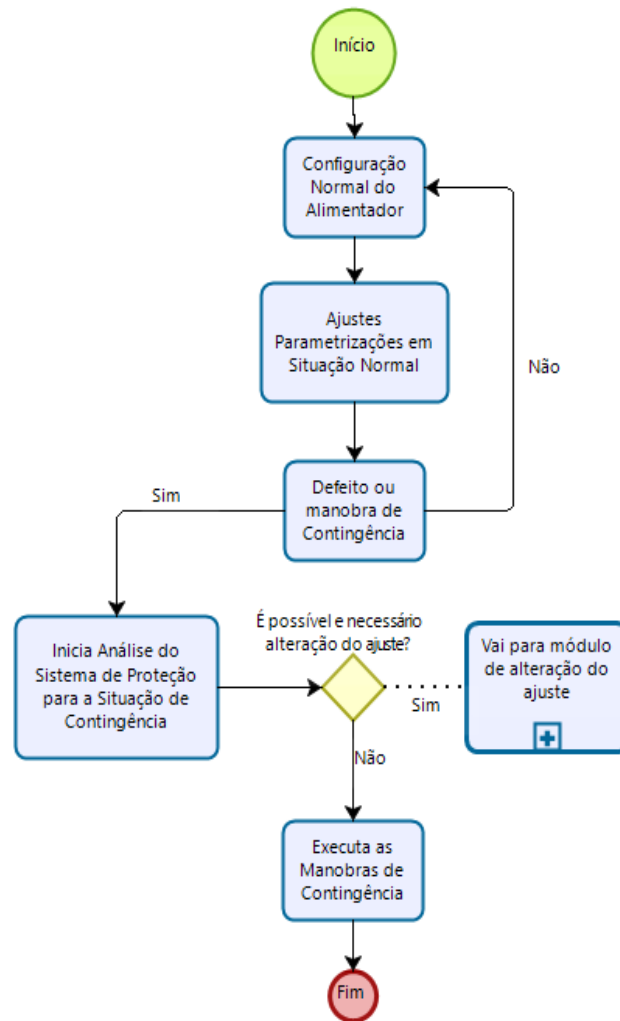 Início
Configuração
Normal do
Alimentador
Ajustes
Parametrizações em
Situação Normal
Não
Defeito ou
manobra de
Contingência
Sim
Inicia Análise do
Sistema de Proteção
para a Situação de
Contingência
É possível e necessário
alteração do ajuste?
Sim
Vai para módulo
de alteração do
ajuste
Não
Executa as
Manobras de
Contingência
Fim